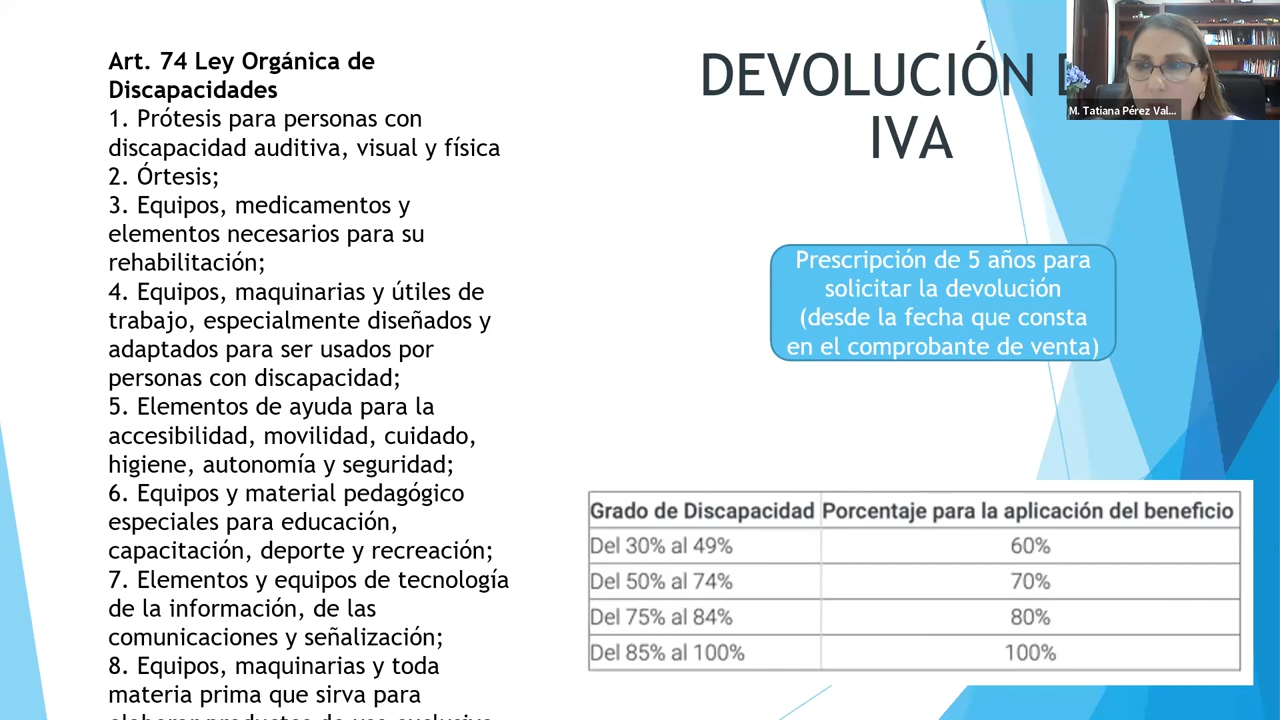 Art. 74 Ley Orgánica de
Discapacidades
1. Prótesis para personas con
discapacidad auditiva, visual y física
2. Órtesis;
3. Equipos, medicamentos y
elementos necesarios para su
rehabilitación;
4. Equipos, maquinarias y útiles de
trabajo, especialmente diseñados y
adaptados para ser usados por
personas con discapacidad;
5. Elementos de ayuda para la
accesibilidad, movilidad, cuidado,
higiene, autonomía y seguridad;
6. Equipos y material pedagógico
especiales para educación,
capacitación, deporte y recreación;
7. Elementos y equipos de tecnología
de la información, de las
comunicaciones y señalización;
8. Equipos, maquinarias y toda
materia prima que sirva para
DEVOLUCIÓN
IVA
M. Tatiana Pérez Val...
Prescripción de 5 años para
solicitar la devolución
(desde la fecha que consta
en el comprobante de venta)
Grado de Discapacidad Porcentaje para la aplicación del beneficio
Del 30% al 49% 60%
Del 50% al 74% 70%
Del 75% al 84% 80%
Del 85% al 100% 100%